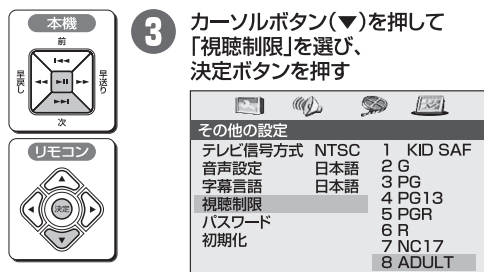 本機
前
早戻し
早送り
次
リモコン
決定
3 カーソルボタン(▼)を押して
「視聴制限」を選び、
決定ボタンを押す
その他の設定
テレビ信号方式 NTSC
音声設定 日本語
字幕言語 日本語
視聴制限
パスワード
初期化
1 KID SAF
2 G
3 PG
4 PG13
5 PGR
6 R
7 NC17
8 ADULT